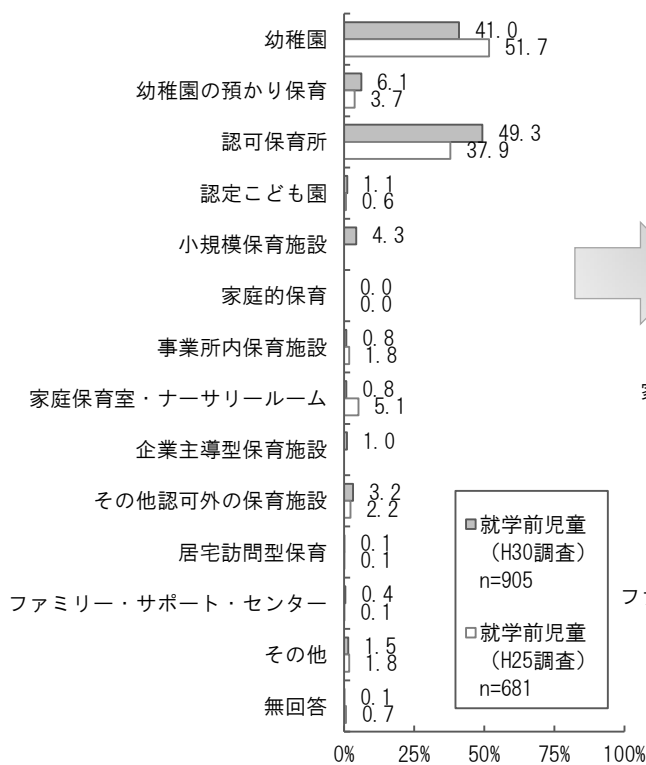 幼稚園
41.0
51.7
幼稚園の預かり保育
6.1
3.7
認可保育所
49.3
37.9
認定こども園
1.1
0.6
小規模保育施設
4.3
家庭的保育
0.0
0.0
事業所内保育施設
0.8
1.8
家庭保育室・ナーサリールーム
0.8
5.1
企業主導型保育施設
1.0
その他認可外の保育施設
3.2
2.2
居宅訪問型保育
0.1
0.1
ファミリー・サポート・センター
0.4
0.1
その他
1.5
1.8
無回答
0.1
0.7
0% 25% 50% 75% 100%
就学前児童
（H30調査）
n=905
就学前児童
（H25調査）
n=681